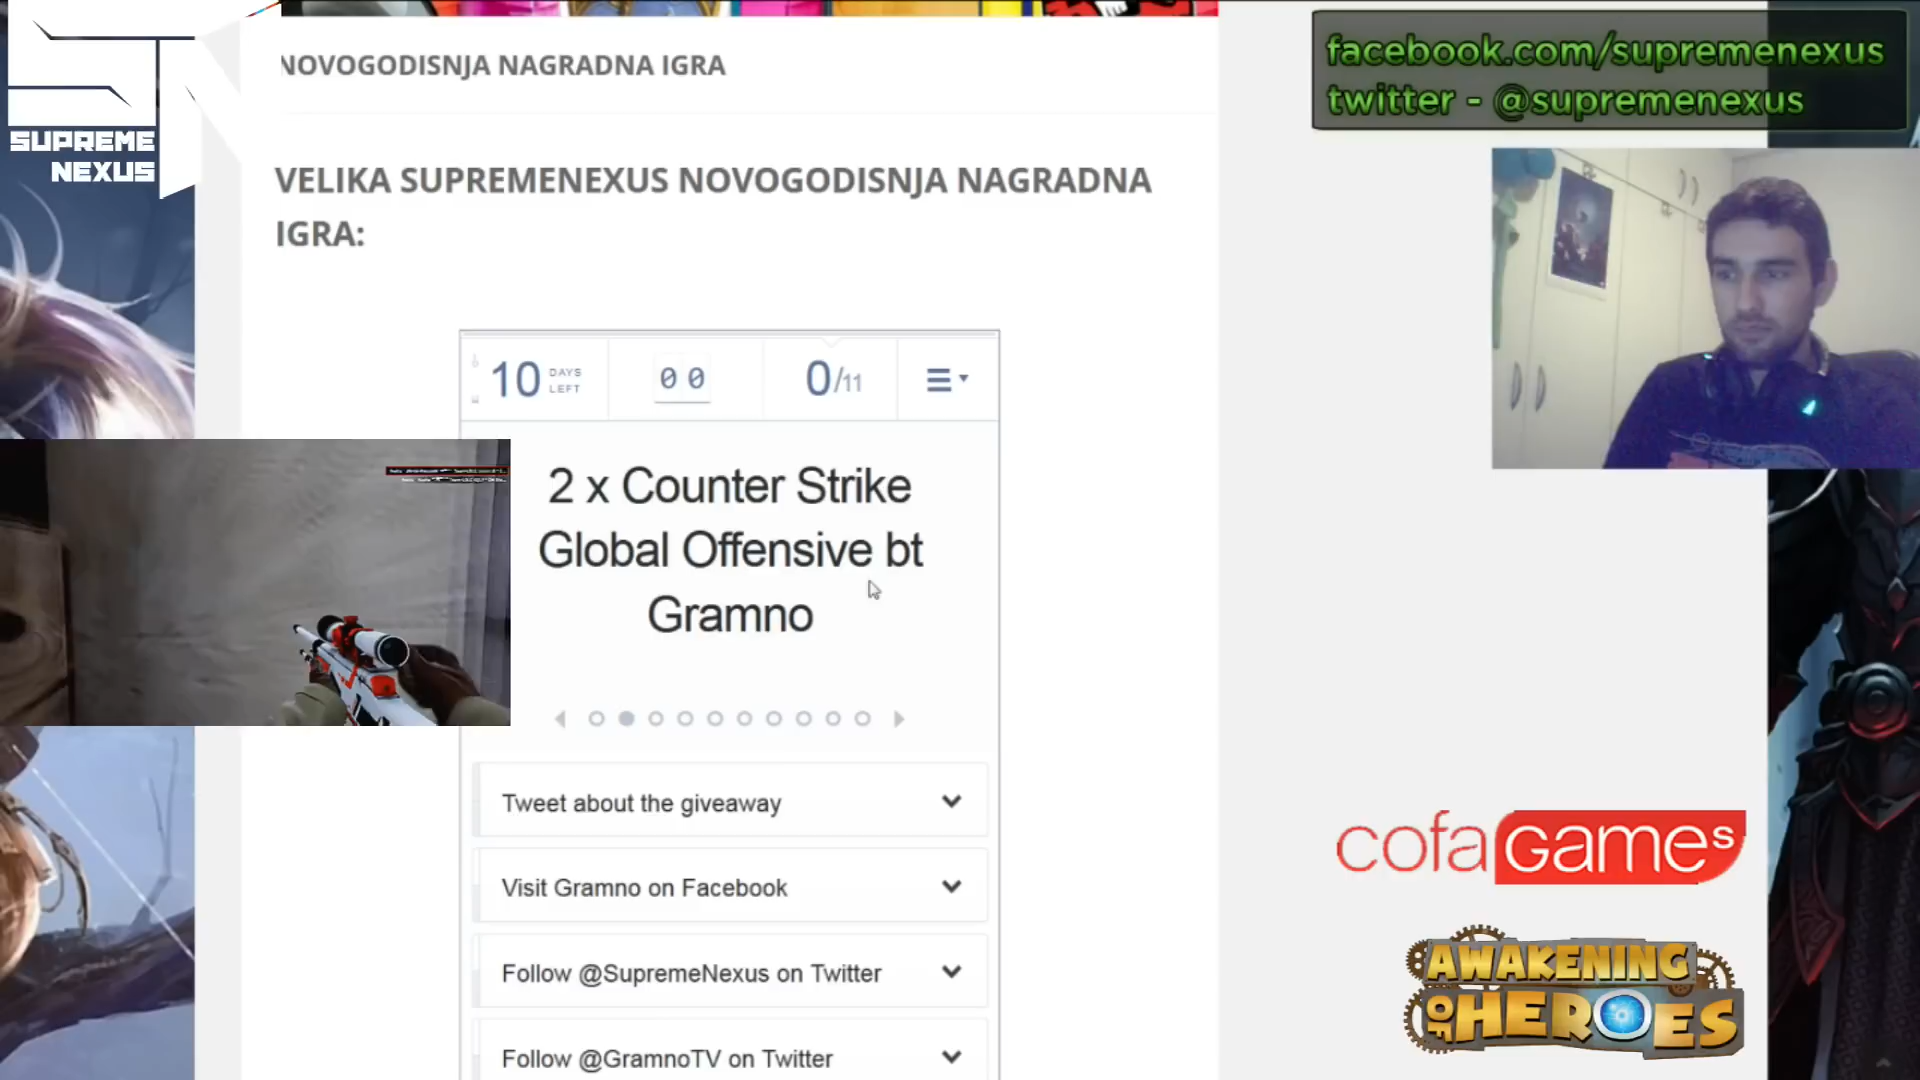 SUPREME
NEXUS
NOVOGODISNJA NAGRADNA IGRA
facebook.com/supremenexus
twitter - @supremenexus
VELIKA SUPREMENEXUS NOVOGODISNJA NAGRADNA
IGRA:
10 DAYS LEFT
00
0/11
2 x Counter Strike
Global Offensive bt
Gramno
Tweet about the giveaway
Visit Gramno on Facebook
Follow @SupremeNexus on Twitter
Follow @GramnoTV on Twitter
cofagames
AWAKENING
OF HEROES